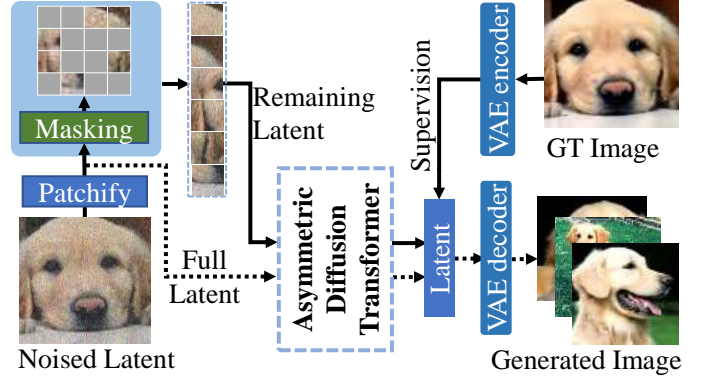 Masking
Patchify
Noised Latent
Remaining
Latent
Full
Latent
Asymmetric
Diffusion
Transformer
Supervision
Latent
VAE encoder
GT Image
VAE decoder
Generated Image